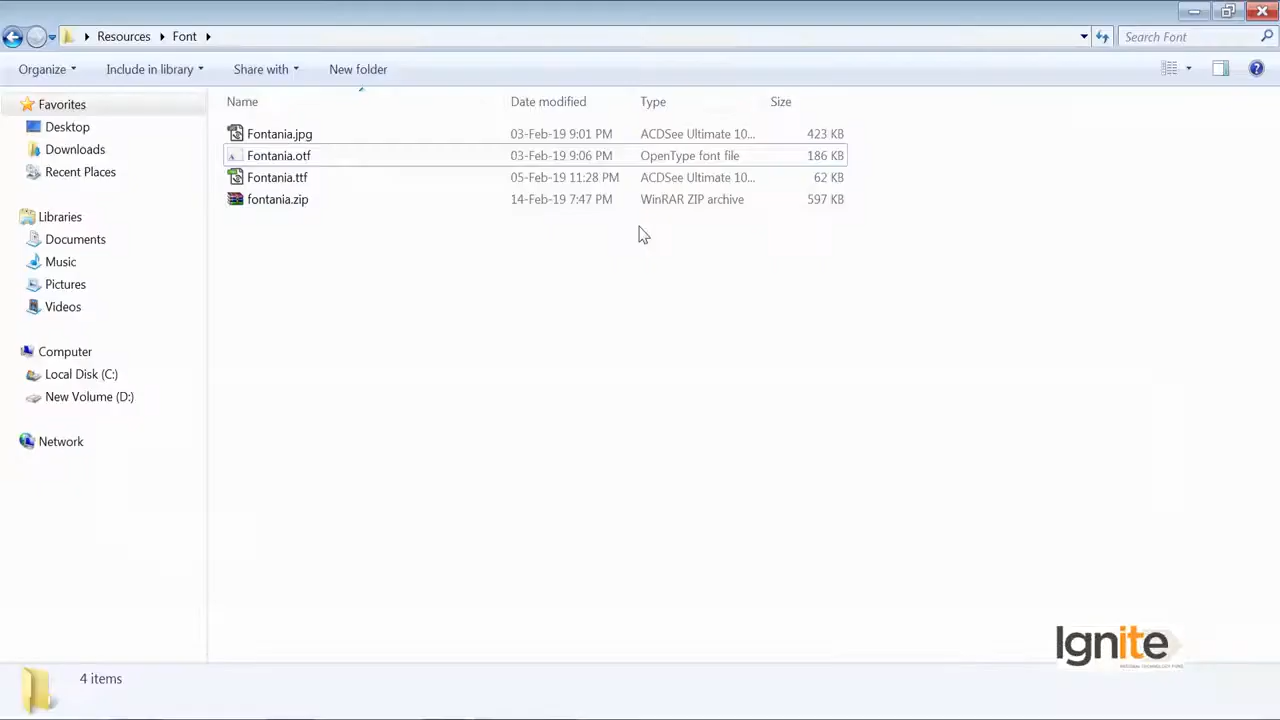 Resources Font
Search Font
Organize Include in library Share with New folder
Name Date modified Type Size
Fontania.jpg 03-Feb-19 9:01 PM ACDSee Ultimate 10... 423 KB
Fontania.otf 03-Feb-19 9:06 PM OpenType font file 186 KB
Fontania.ttf 05-Feb-19 11:28 PM ACDSee Ultimate 10... 62 KB
fontania.zip 14-Feb-19 7:47 PM WinRAR ZIP archive 597 KB
Favorites
Desktop
Downloads
Recent Places
Libraries
Documents
Music
Pictures
Videos
Computer
Local Disk (C:)
New Volume (D:)
Network
Ignite
4 items